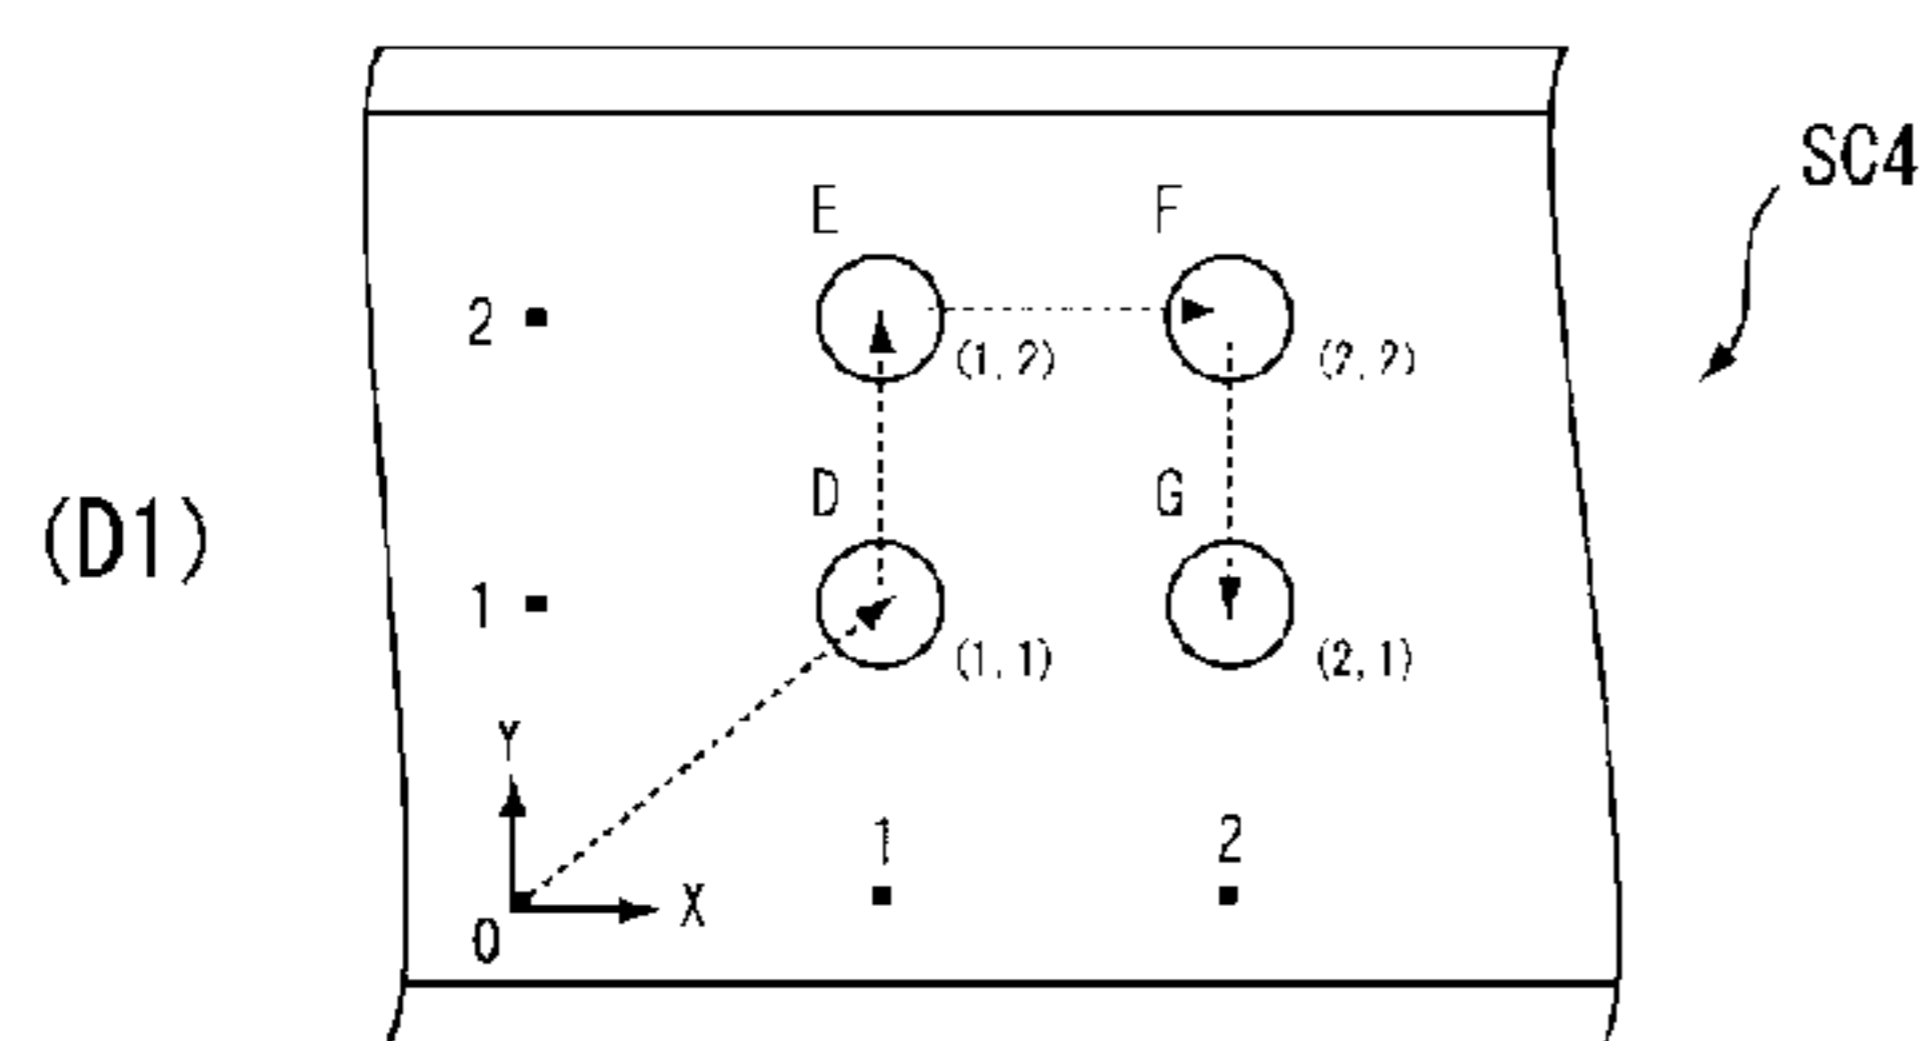 SC4
E F
2
(1,2) (2,2)
(D1)
D G
1
(1,1) (2,1)
Y
1 2
X
0